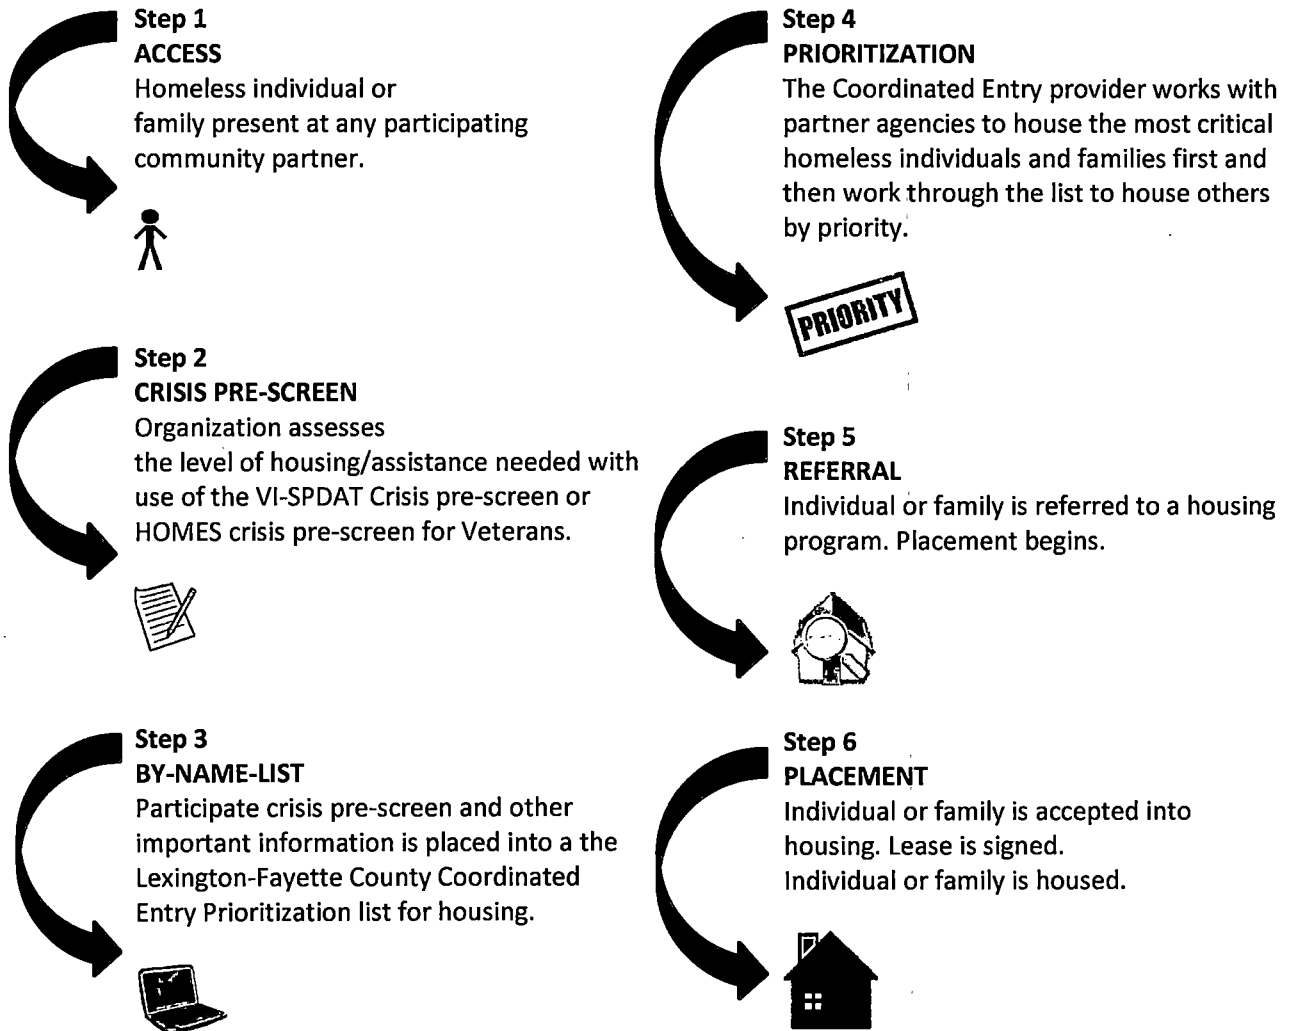 Step 1
ACCESS
Homeless individual or
family present at any participating
community partner.
Step 2
CRISIS PRE-SCREEN
Organization assesses
the level of housing/assistance needed with
use of the VI-SPDAT Crisis pre-screen or
HOMES crisis pre-screen for Veterans.
Step 3
BY-NAME-LIST
Participate crisis pre-screen and other
important information is placed into a the
Lexington-Fayette County Coordinated
Entry Prioritization list for housing.
Step 4
PRIORITIZATION
The Coordinated Entry provider works with
partner agencies to house the most critical
homeless individuals and families first and
then work through the list to house others
by priority.
PRIORITY
Step 5
REFERRAL
Individual or family is referred to a housing
program. Placement begins.
Step 6
PLACEMENT
Individual or family is accepted into
housing. Lease is signed.
Individual or family is housed.